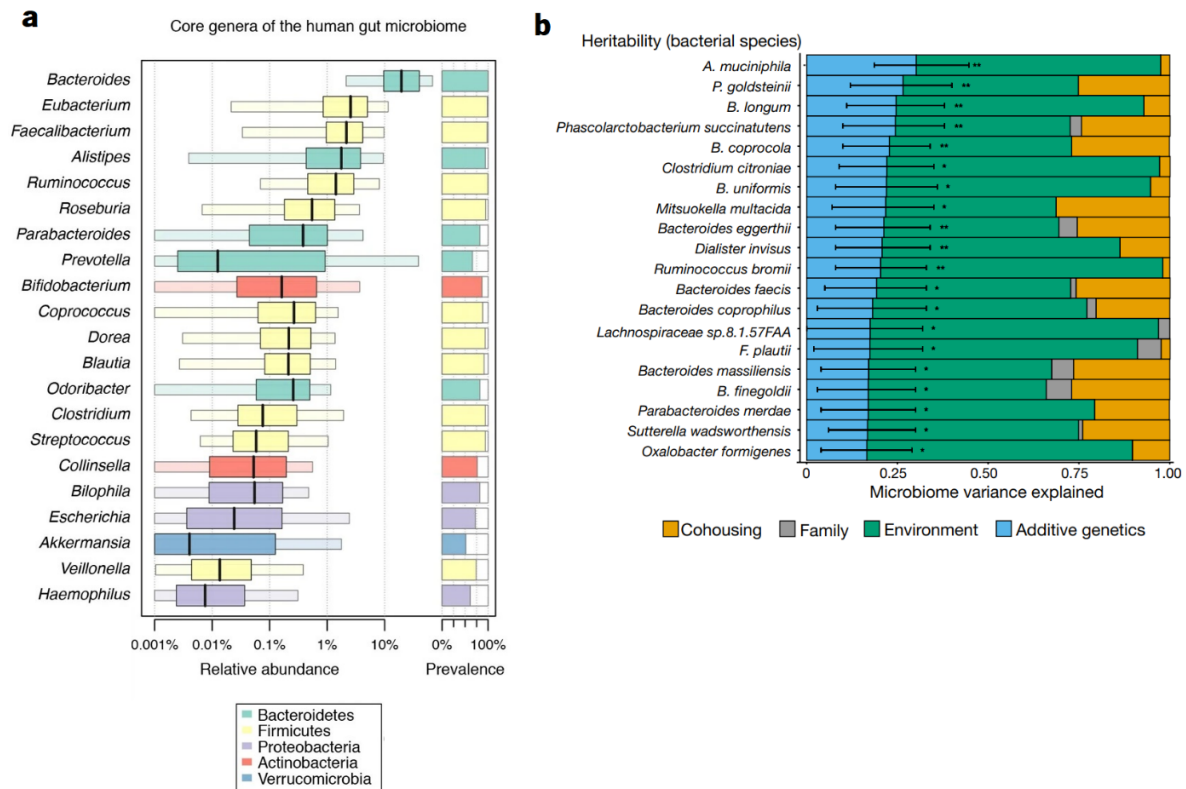 a
Core genera of the human gut microbiome
Bacteroides
Eubacterium
Faecalibacterium
Alistipes
Ruminococcus
Roseburia
Parabacteroides
Prevotella
Bifidobacterium
Coprococcus
Dorea
Blautia
Odoribacter
Clostridium
Streptococcus
Collinsella
Bilophila
Escherichia
Akkermansia
Veillonella
Haemophilus
0.001% 0.01% 0.1% 1% 10% 0% 100%
Relative abundance Prevalence
Bacteroidetes
Firmicutes
Proteobacteria
Actinobacteria
Verrucomicrobia
b
Heritability (bacterial species)
A. muciniphila **
P. goldsteinii **
B. longum **
Phascolarctobacterium succinatutens **
B. coprocola **
Clostridium citroniae *
B. uniformis *
Mitsuokella multacida *
Bacteroides eggerthii **
Dialister invisus **
Ruminococcus bromii **
Bacteroides faecis *
Bacteroides coprophilus *
Lachnospiraceae sp.8.1.57FAA *
F. plautii *
Bacteroides massiliensis *
B. finegoldii *
Parabacteroides merdae *
Sutterella wadsworthensis *
Oxalobacter formigenes *
0 0.25 0.50 0.75 1.00
Microbiome variance explained
Cohousing Family Environment Additive genetics